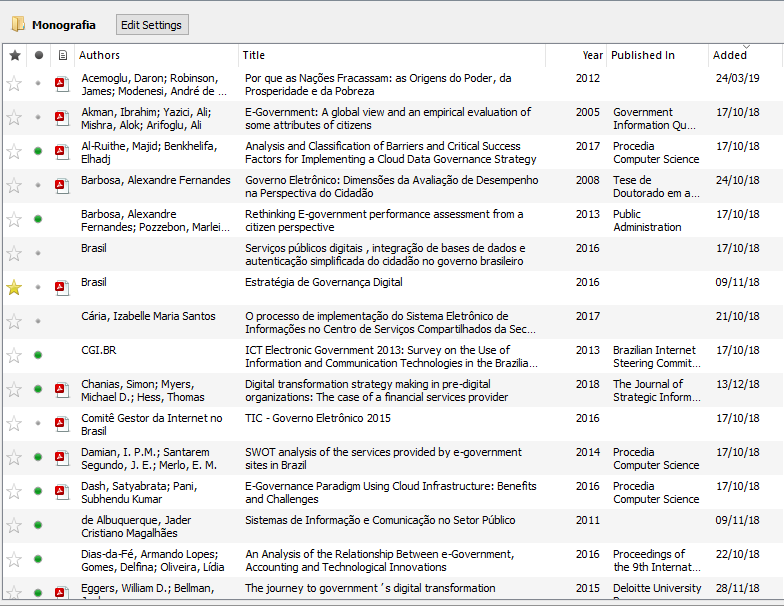 Monografia Edit Settings
Authors Title Year Published In Added
Acemoglu, Daron; Robinson, Por que as Nações Fracassam: as Origens do Poder, da 2012 24/03/19
James; Modenesi, André de ... Prosperidade e da Pobreza
Akman, Ibrahim; Yazici, Ali; E-Government: A global view and an empirical evaluation of 2005 Government 17/10/18
Mishra, Alok; Arifoglu, Ali some attributes of citizens Information Qu...
Al-Ruithe, Majid; Benkhelifa, Analysis and Classification of Barriers and Critical Success 2017 Procedia 17/10/18
Elhadj Factors for Implementing a Cloud Data Governance Strategy Computer Science
Barbosa, Alexandre Fernandes Governo Eletrônico: Dimensões da Avaliação de Desempenho 2008 Tese de 24/10/18
na Perspectiva do Cidadão Doutorado em a...
Barbosa, Alexandre Rethinking E-government performance assessment from a 2013 Public 17/10/18
Fernandes; Pozzebon, Marlei... citizen perspective Administration
Brasil Serviços públicos digitais , integração de bases de dados e 2016 17/10/18
autenticação simplificada do cidadão no governo brasileiro
Brasil Estratégia de Governança Digital 2016 09/11/18
Cária, Izabelle Maria Santos O processo de implementação do Sistema Eletrônico de 2017 21/10/18
Informações no Centro de Serviços Compartilhados da Sec...
CGI.BR ICT Electronic Government 2013: Survey on the Use of 2013 Brazilian Internet 17/10/18
Information and Communication Technologies in the Brazilia... Steering Commit...
Chanias, Simon; Myers, Digital transformation strategy making in pre-digital 2018 The Journal of 13/12/18
Michael D.; Hess, Thomas organizations: The case of a financial services provider Strategic Inform...
Comitê Gestor da Internet no TIC - Governo Eletrônico 2015 2016 17/10/18
Brasil
Damian, I. P.M.; Santarem SWOT analysis of the services provided by e-government 2014 Procedia 17/10/18
Segundo, J. E.; Merlo, E. M. sites in Brazil Computer Science
Dash, Satyabrata; Pani, E-Governance Paradigm Using Cloud Infrastructure: Benefits 2016 Procedia 17/10/18
Subhendu Kumar and Challenges Computer Science
de Albuquerque, Jader Sistemas de Informação e Comunicação no Setor Público 2011 09/11/18
Cristiano Magalhães
Dias-da-Fé, Armando Lopes; An Analysis of the Relationship Between e-Government, 2016 Proceedings of 22/10/18
Gomes, Delfina; Oliveira, Lídia Accounting and Technological Innovations the 9th Internat...
Eggers, William D.; Bellman, The journey to government´s digital transformation 2015 Deloitte University 28/11/18